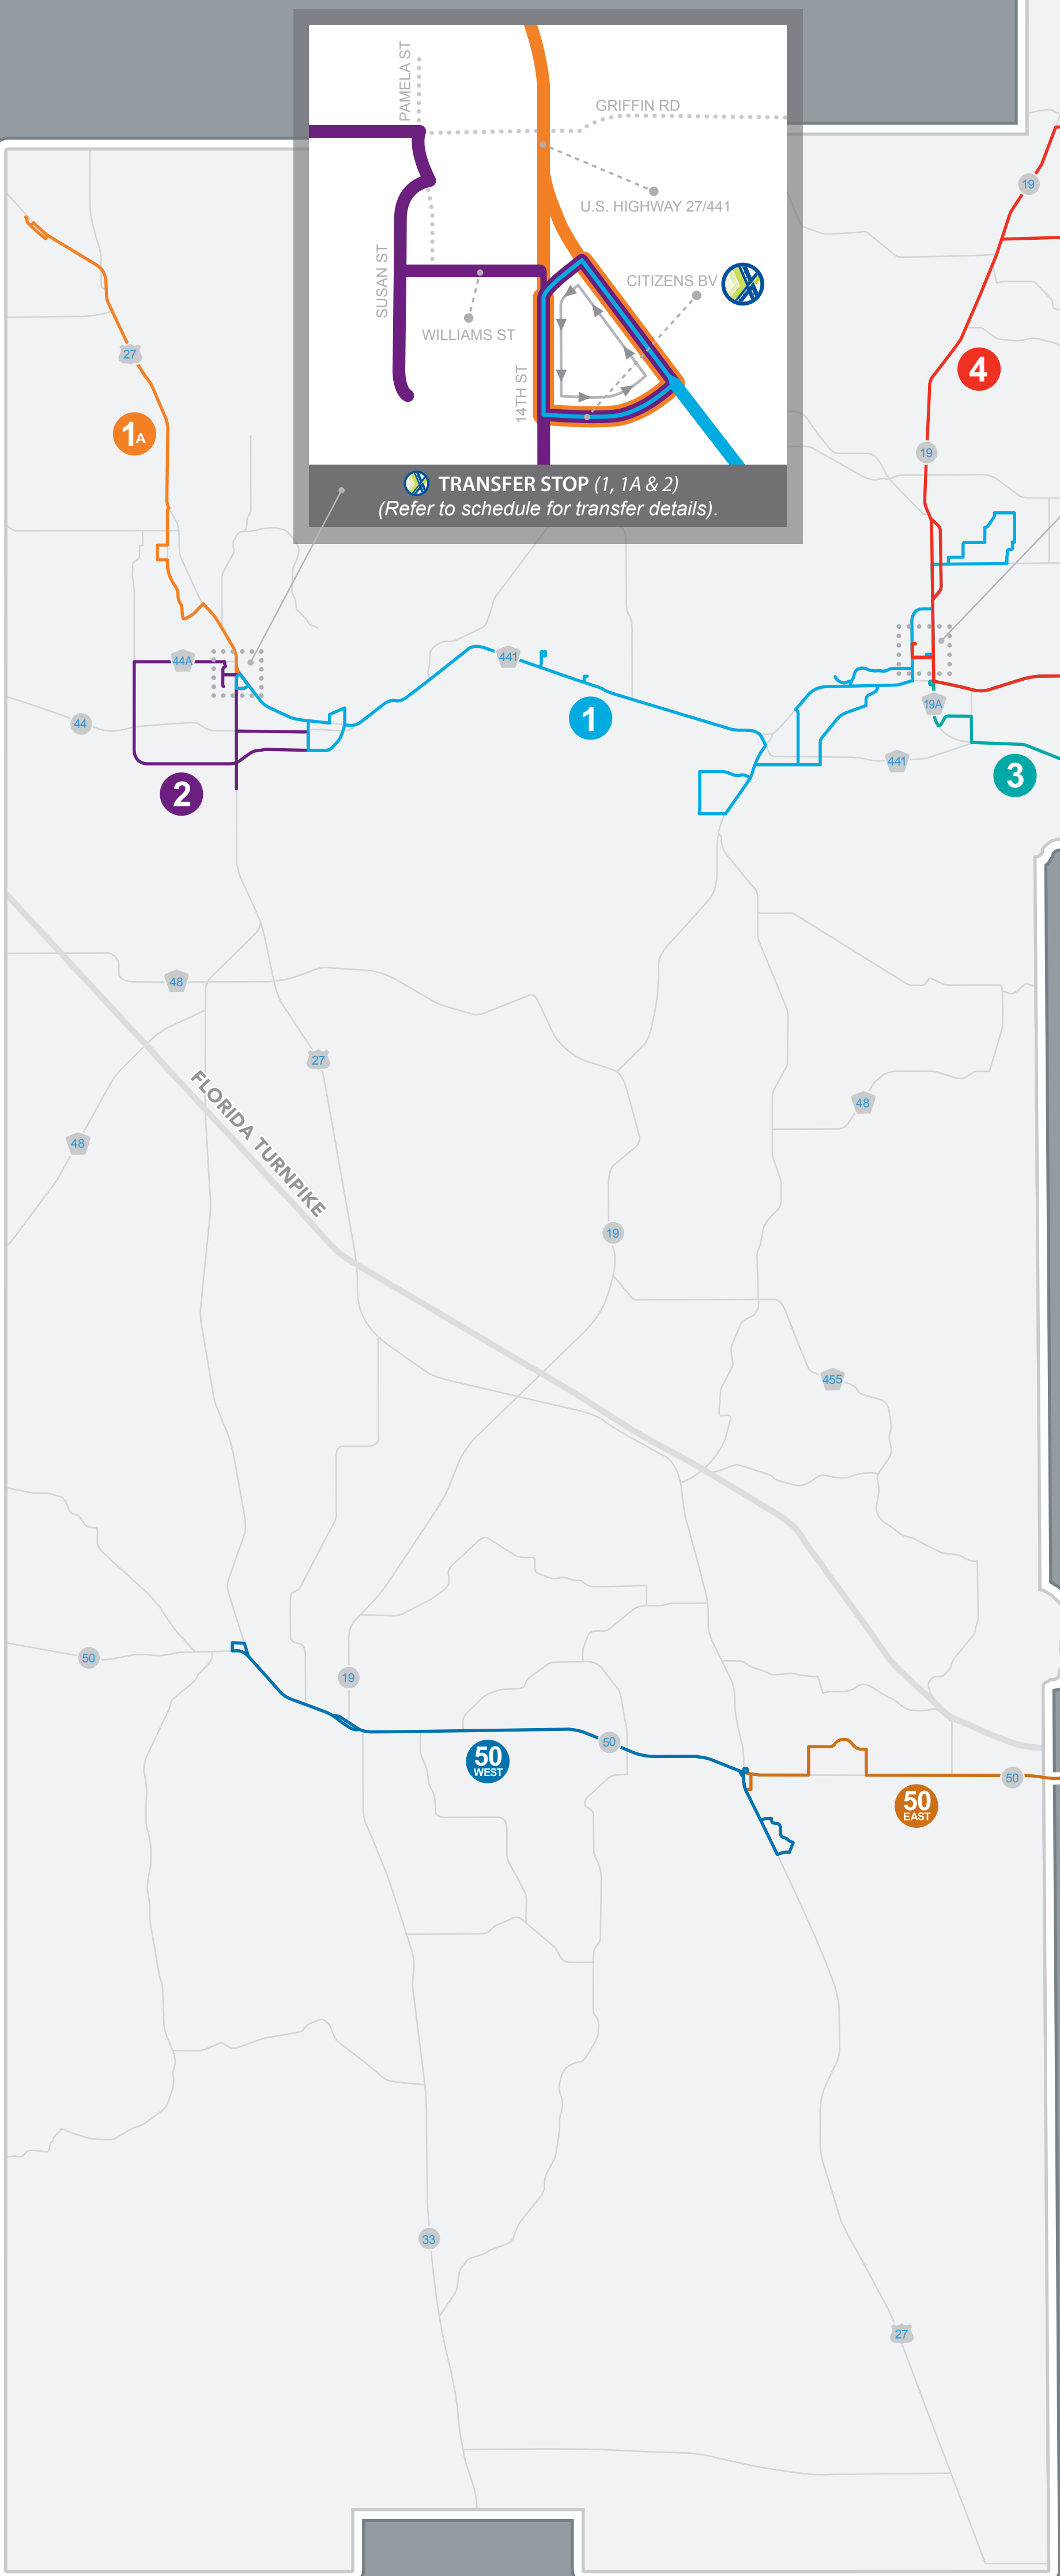 PAMELA ST
GRIFFIN RD
U.S. HIGHWAY 27/441
SUSAN ST
CITIZENS BV
WILLIAMS ST
14TH ST
TRANSFER STOP (1, 1A & 2)
(Refer to schedule for transfer details).
19
27
4
1A
19
44A
441
44
1
19A
441
2
3
48
27
48
FLORIDA TURNPIKE
48
19
455
50
19
50
50
WEST
50
50
EAST
33
27